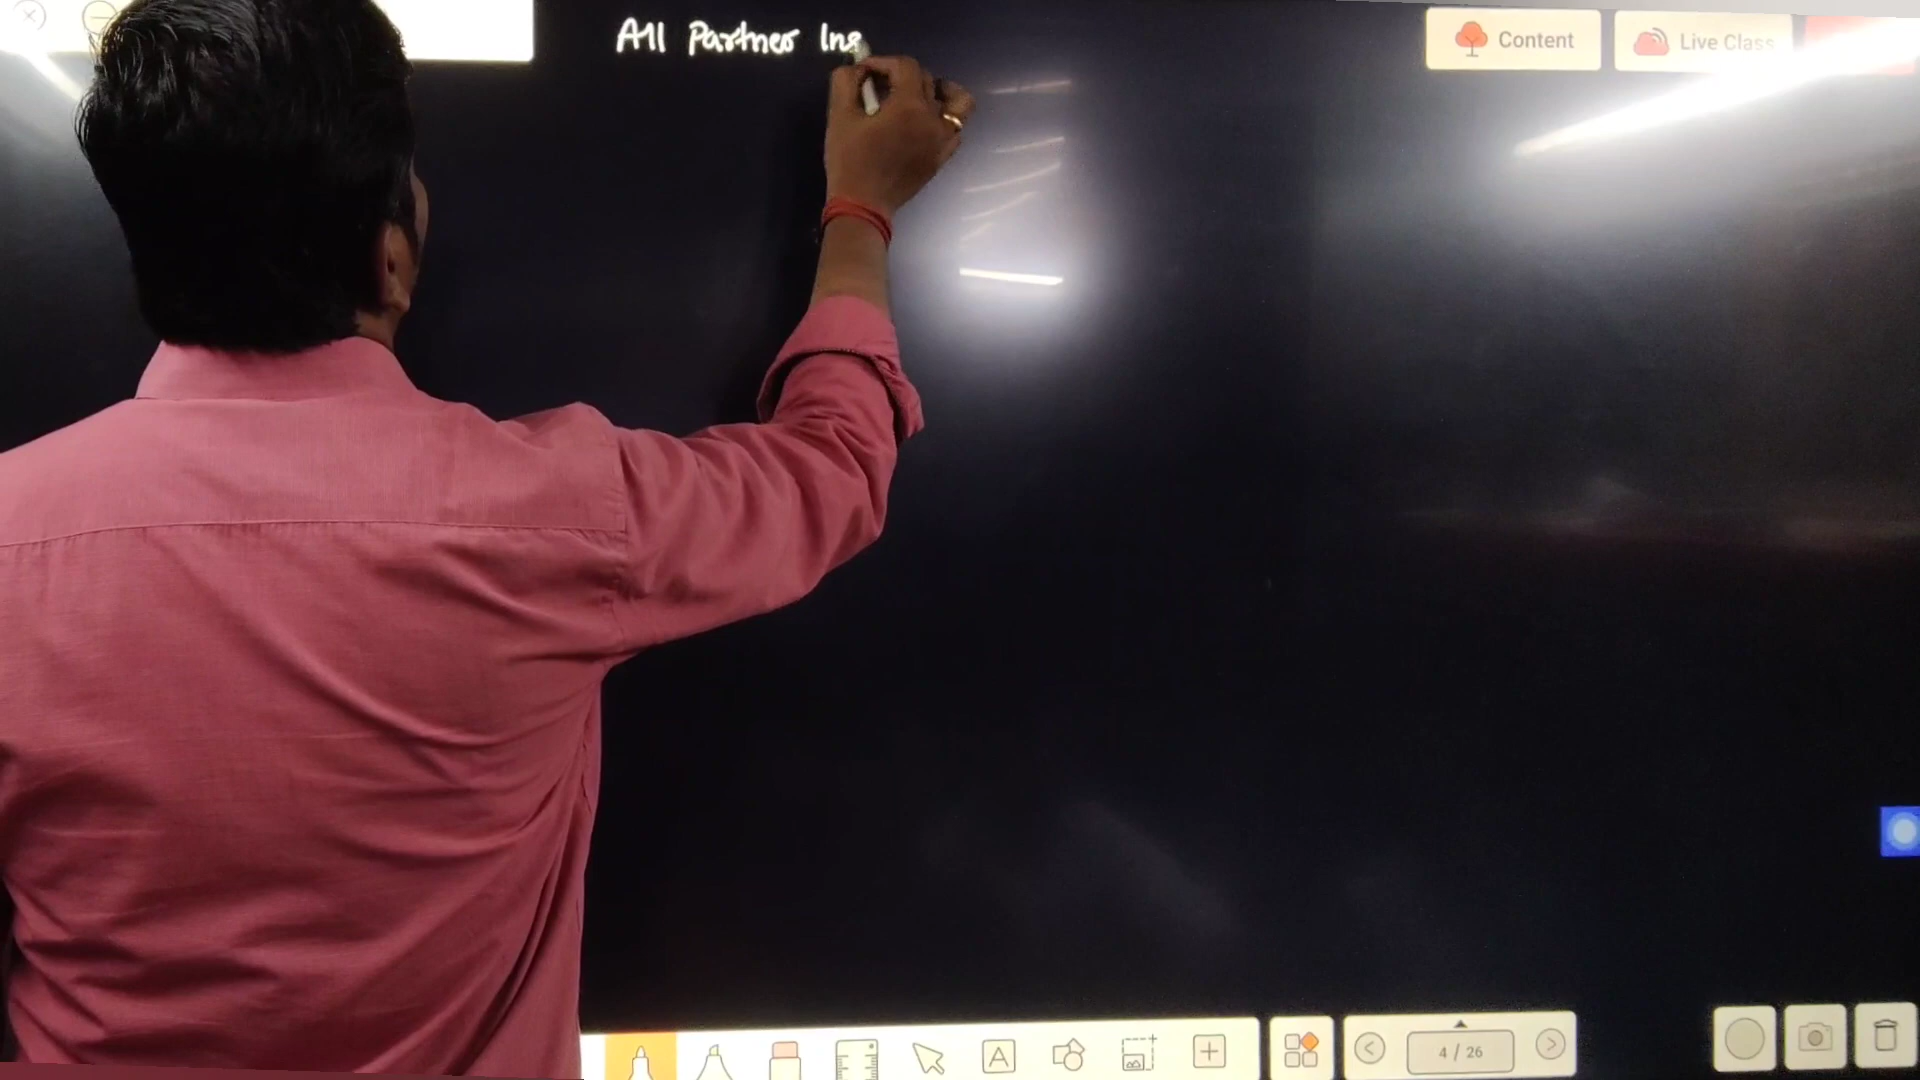 All Partner Ins
Content
Live Class
A
4 / 26